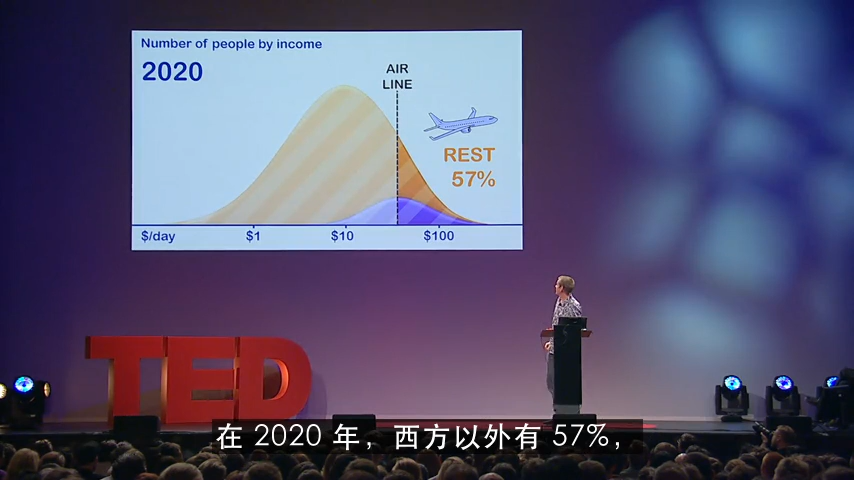 Number of people by income
2020
AIR
LINE
REST
57%
$/day
$1
$10
$100
TED
在 2020 年，西方以外有 57%，